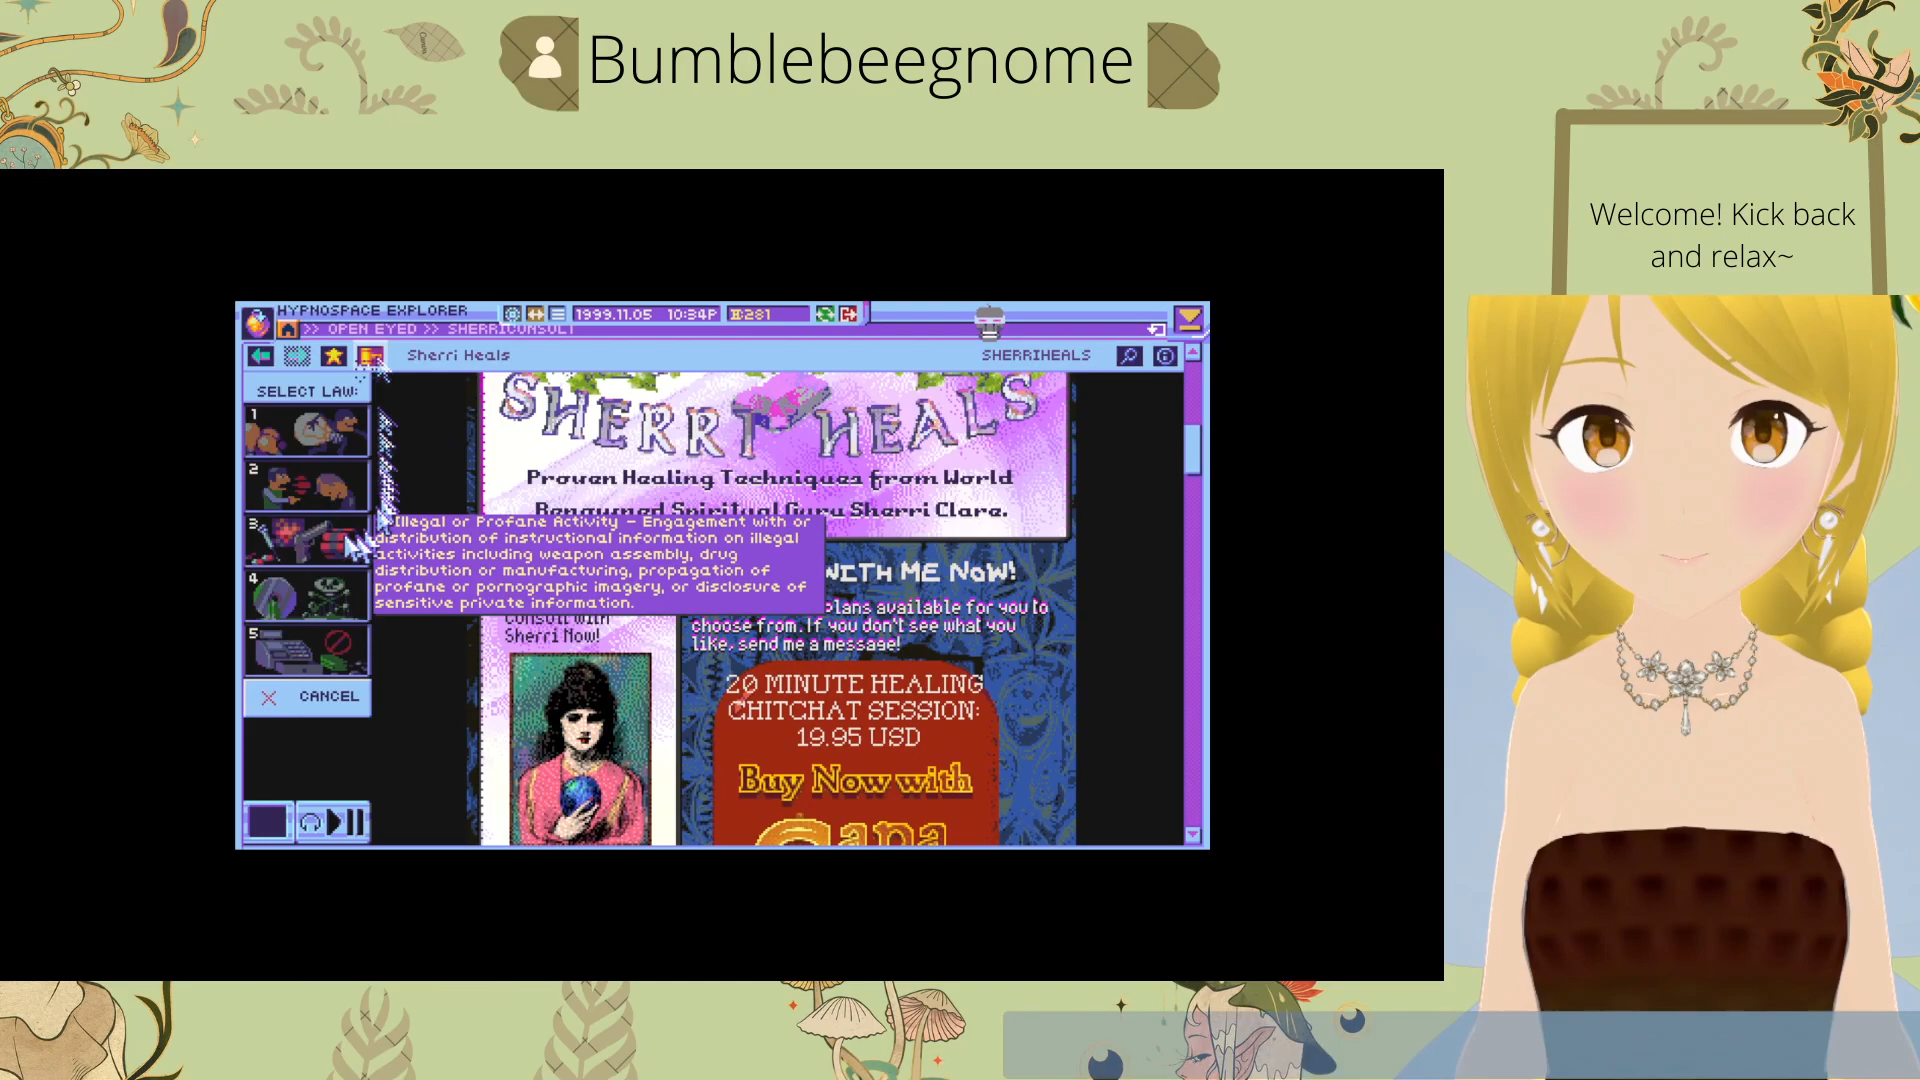 Bumblebeegnome
Welcome! Kick back
and relax~
HYPNOSPACE EXPLORER
1999.11.05 10:34P
281
>> OPEN EYED >> SHERRICONSULT
Sherri Heals
SHERRIHEALS
SELECT LAW:
1
2
3
4
5
CANCEL
SHERRI HEALS
Proven Healing Techniques from World
Renowned Spiritual Guru Sherri Clare.
Illegal or Profane Activity – Engagement with or
distribution of instructional information on illegal
activities including weapon assembly, drug
distribution or manufacturing, propagation of
profane or pornographic imagery, or disclosure of
sensitive private information.
Consult with
Sherri Now!
WITH ME NOW!
plans available for you to
choose from. If you don't see what you
like, send me a message!
20 MINUTE HEALING
CHITCHAT SESSION:
19.95 USD
Buy Now with